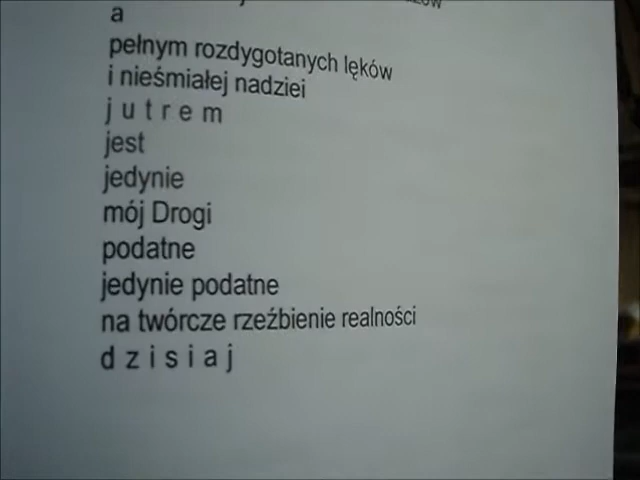 a
pełnym rozdygotanych lęków
i nieśmiałej nadziei
j u t r e m
jest
jedynie
mój Drogi
podatne
jedynie podatne
na twórcze rzeźbienie realności
d z i s i a j